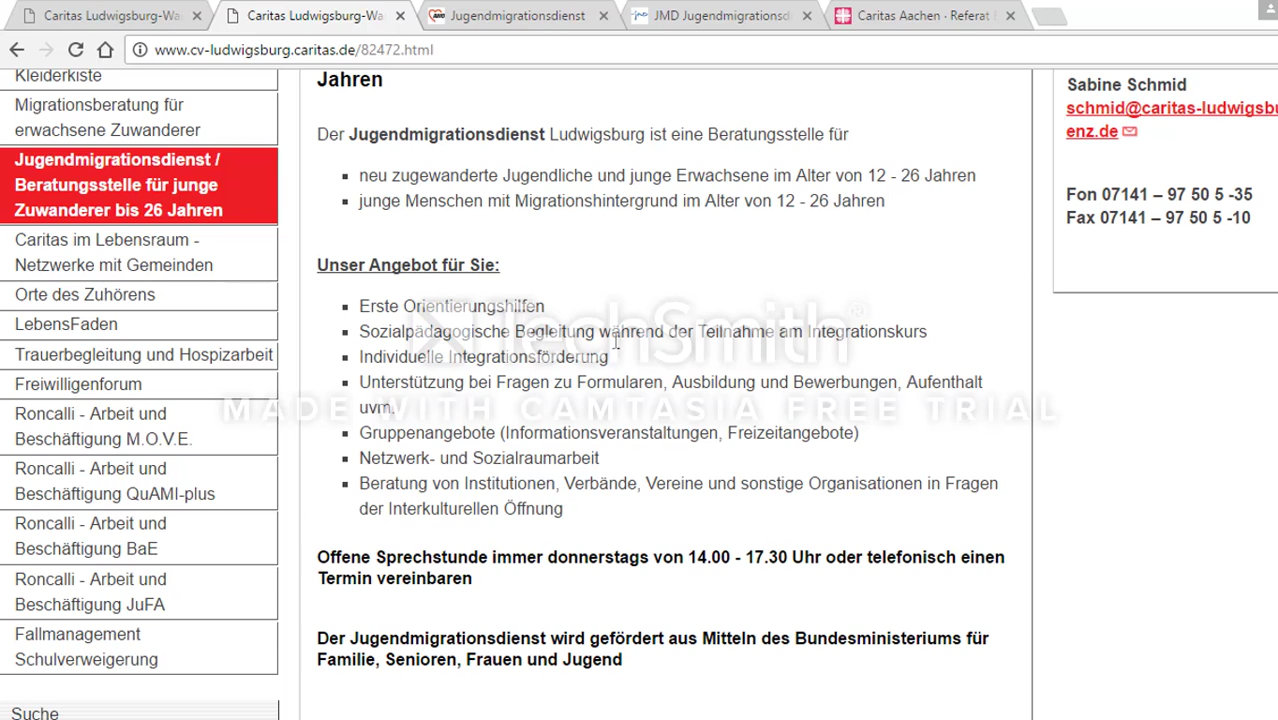 Caritas Ludwigsburg-Wa
Caritas Ludwigsburg-Wa
Jugendmigrationsdienst
JMD Jugendmigrationsd
Caritas Aachen · Referat
www.cv-ludwigsburg.caritas.de/82472.html
Kleiderkiste
Migrationsberatung für
erwachsene Zuwanderer
Jugendmigrationsdienst /
Beratungsstelle für junge
Zuwanderer bis 26 Jahren
Caritas im Lebensraum -
Netzwerke mit Gemeinden
Orte des Zuhörens
LebensFaden
Trauerbegleitung und Hospizarbeit
Freiwilligenforum
Roncalli - Arbeit und
Beschäftigung M.O.V.E.
Roncalli - Arbeit und
Beschäftigung QuAMI-plus
Roncalli - Arbeit und
Beschäftigung BaE
Roncalli - Arbeit und
Beschäftigung JuFA
Fallmanagement
Schulverweigerung
Suche
Jahren
Der Jugendmigrationsdienst Ludwigsburg ist eine Beratungsstelle für
neu zugewanderte Jugendliche und junge Erwachsene im Alter von 12 - 26 Jahren
junge Menschen mit Migrationshintergrund im Alter von 12 - 26 Jahren
Unser Angebot für Sie:
Erste Orientierungshilfen
Sozialpädagogische Begleitung während der Teilnahme am Integrationskurs
Individuelle Integrationsförderung
Unterstützung bei Fragen zu Formularen, Ausbildung und Bewerbungen, Aufenthalt
uvm.
Gruppenangebote (Informationsveranstaltungen, Freizeitangebote)
Netzwerk- und Sozialraumarbeit
Beratung von Institutionen, Verbände, Vereine und sonstige Organisationen in Fragen
der Interkulturellen Öffnung
Offene Sprechstunde immer donnerstags von 14.00 - 17.30 Uhr oder telefonisch einen
Termin vereinbaren
Der Jugendmigrationsdienst wird gefördert aus Mitteln des Bundesministeriums für
Familie, Senioren, Frauen und Jugend
Sabine Schmid
schmid@caritas-ludwigsbu
enz.de
Fon 07141 – 97 50 5 -35
Fax 07141 – 97 50 5 -10
TechSmith®
MADE WITH CAMTASIA FREE TRIAL